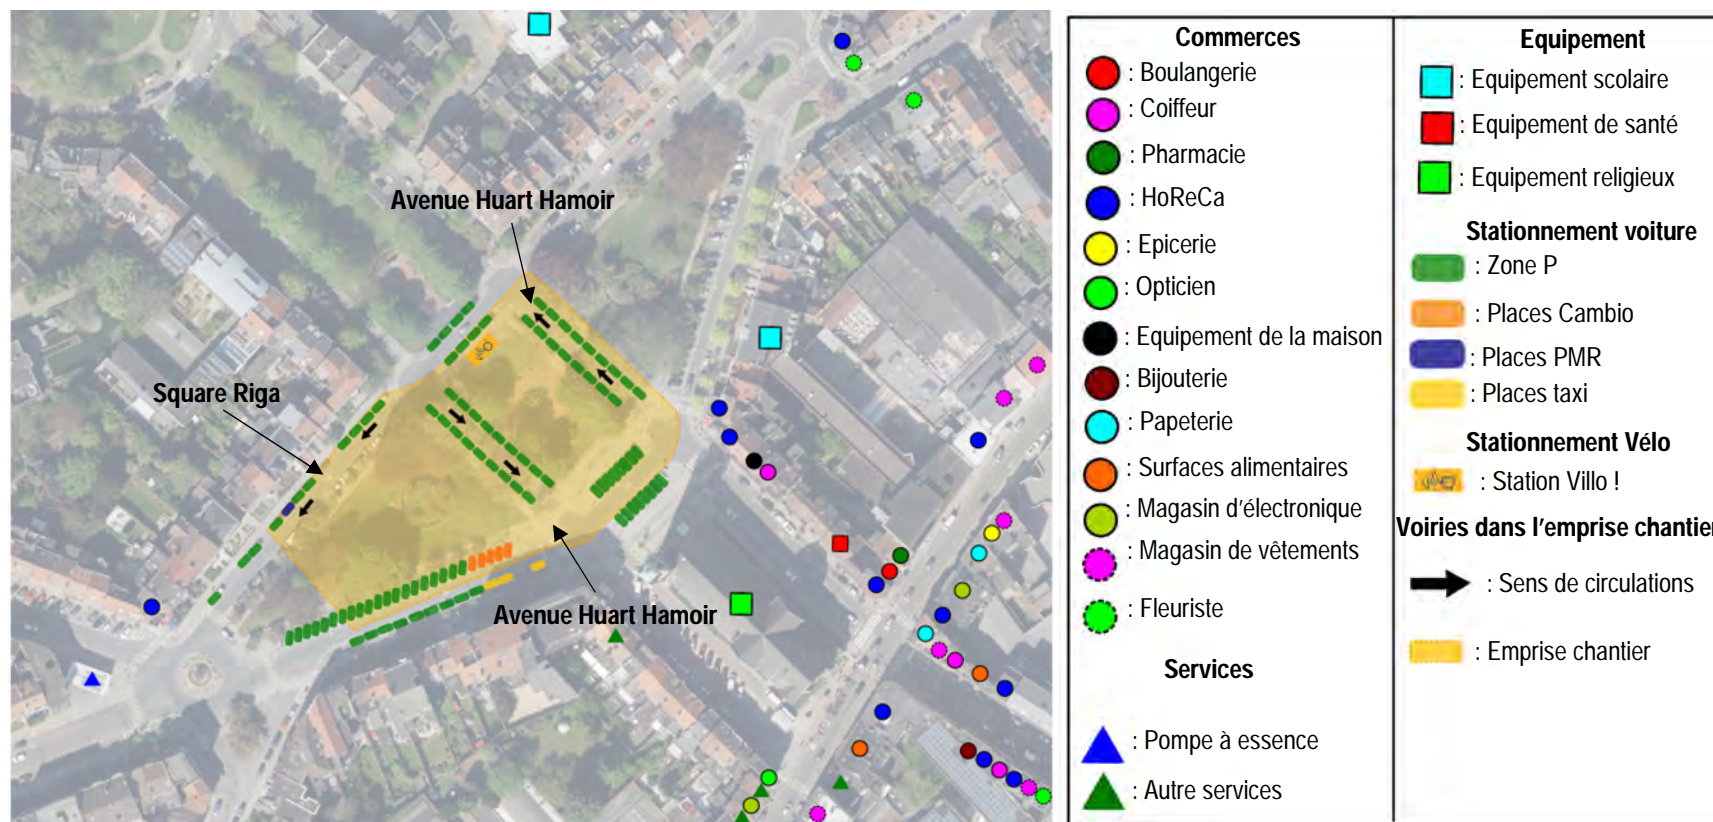 Avenue Huart Hamoir
Square Riga
Avenue Huart Hamoir
Commerces
: Boulangerie
: Coiffeur
: Pharmacie
: HoReCa
: Epicerie
: Opticien
: Equipement de la maison
: Bijouterie
: Papeterie
: Surfaces alimentaires
: Magasin d'électronique
: Magasin de vêtements
: Fleuriste
Services
: Pompe à essence
: Autre services
Equipement
: Equipement scolaire
: Equipement de santé
: Equipement religieux
Stationnement voiture
: Zone P
: Places Cambio
: Places PMR
: Places taxi
Stationnement Vélo
: Station Villo !
Voiries dans l'emprise chantier
: Sens de circulations
: Emprise chantier